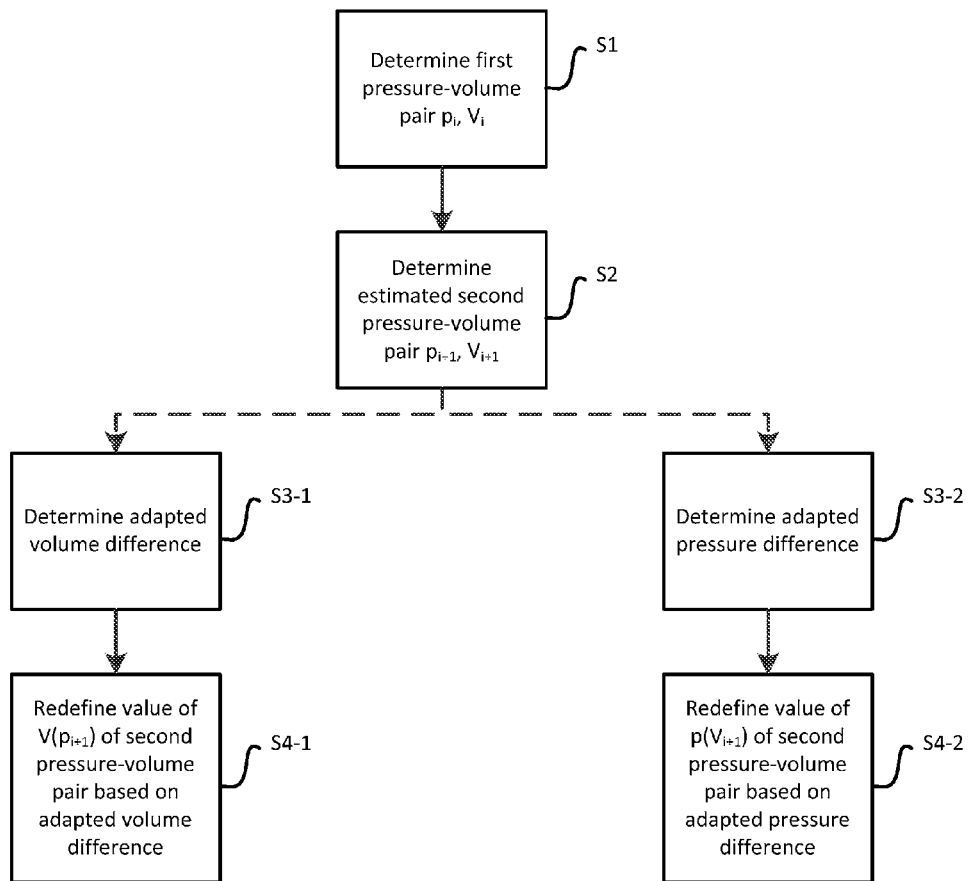 Determine first
pressure-volume
pair pᵢ, Vᵢ
S1
Determine
estimated second
pressure-volume
pair pᵢ₊₁, Vᵢ₊₁
S2
Determine adapted
volume difference
S3-1
Determine adapted
pressure difference
S3-2
Redefine value of
V(pᵢ₊₁) of second
pressure-volume
pair based on
adapted volume
difference
S4-1
Redefine value of
p(Vᵢ₊₁) of second
pressure-volume
pair based on
adapted pressure
difference
S4-2